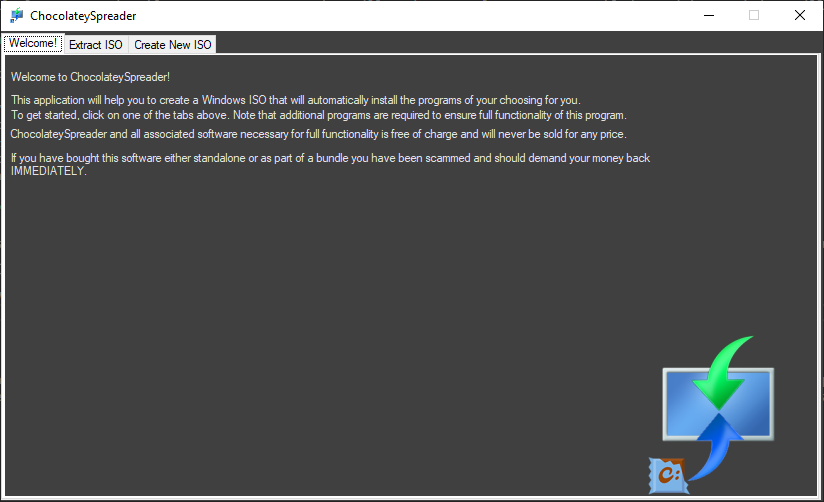 ChocolateySpreader
Welcome! Extract ISO Create New ISO
Welcome to ChocolateySpreader!
This application will help you to create a Windows ISO that will automatically install the programs of your choosing for you.
To get started, click on one of the tabs above. Note that additional programs are required to ensure full functionality of this program.
ChocolateySpreader and all associated software necessary for full functionality is free of charge and will never be sold for any price.
If you have bought this software either standalone or as part of a bundle you have been scammed and should demand your money back
IMMEDIATELY.
C: